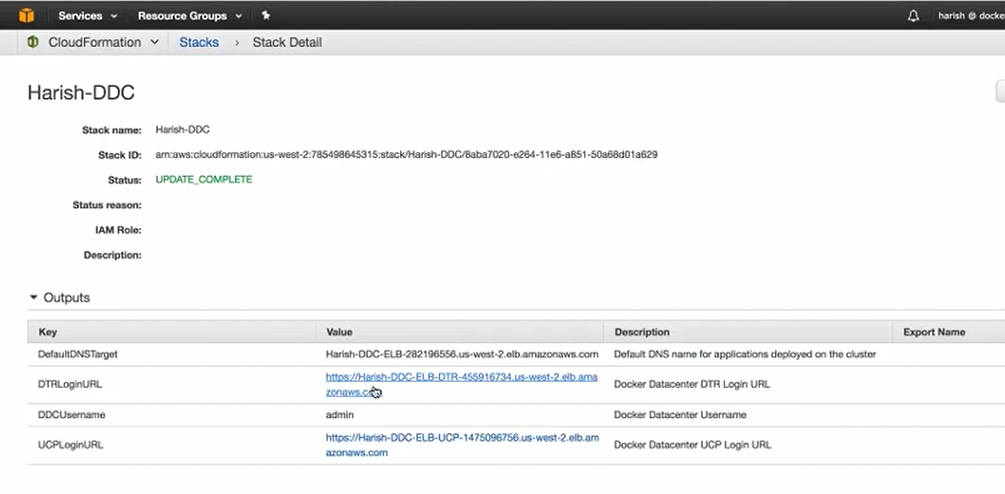 Services Resource Groups harish @ docke
CloudFormation Stacks › Stack Detail
Harish-DDC
Stack name: Harish-DDC
Stack ID: arn:aws:cloudformation:us-west-2:785498645315:stack/Harish-DDC/8aba7020-e264-11e6-a851-50a68d01a629
Status: UPDATE_COMPLETE
Status reason:
IAM Role:
Description:
Outputs
Key Value Description Export Name
DefaultDNSTarget Harish-DDC-ELB-282196556.us-west-2.elb.amazonaws.com Default DNS name for applications deployed on the cluster
DTRLoginURL https://Harish-DDC-ELB-DTR-455916734.us-west-2.elb.ama Docker Datacenter DTR Login URL
zonaws.com
DDCUsername admin Docker Datacenter Username
UCPLoginURL https://Harish-DDC-ELB-UCP-1475096756.us-west-2.elb.am Docker Datacenter UCP Login URL
azonaws.com